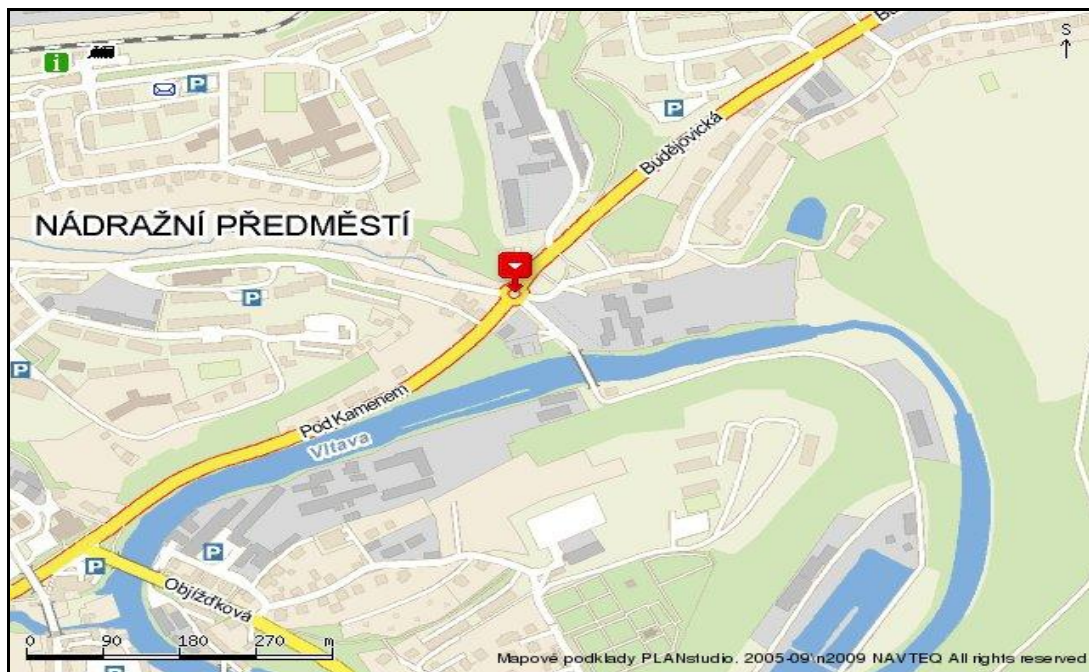 S
i
P
P
Budějovická
NÁDRAŽNÍ PŘEDMĚSTÍ
P
P
Pod Kamenem
Vltava
P
P
Objížďková
0 90 180 270 m
Mapové podklady PLANstudio. 2005-09\n2009 NAVTEQ All rights reserved